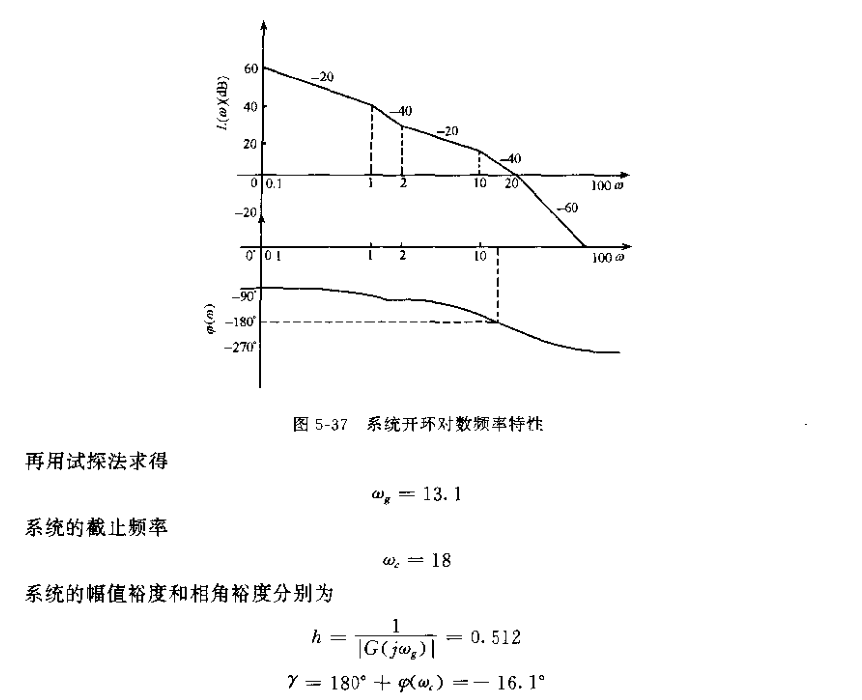 60
40
20
0
-20
L(ω)(dB)
-20
-40
-20
-40
-60
0.1 1 2 10 20 100 ω
0° 0 1 1 2 10 100 ω
-90°
-180°
-270°
φ(ω)
图 5-37 系统开环对数频率特性
再用试探法求得
ω_g = 13.1
系统的截止频率
ω_c = 18
系统的幅值裕度和相角裕度分别为
h = 1 / |G(jω_g)| = 0.512
γ = 180° + φ(ω_c) = − 16.1°